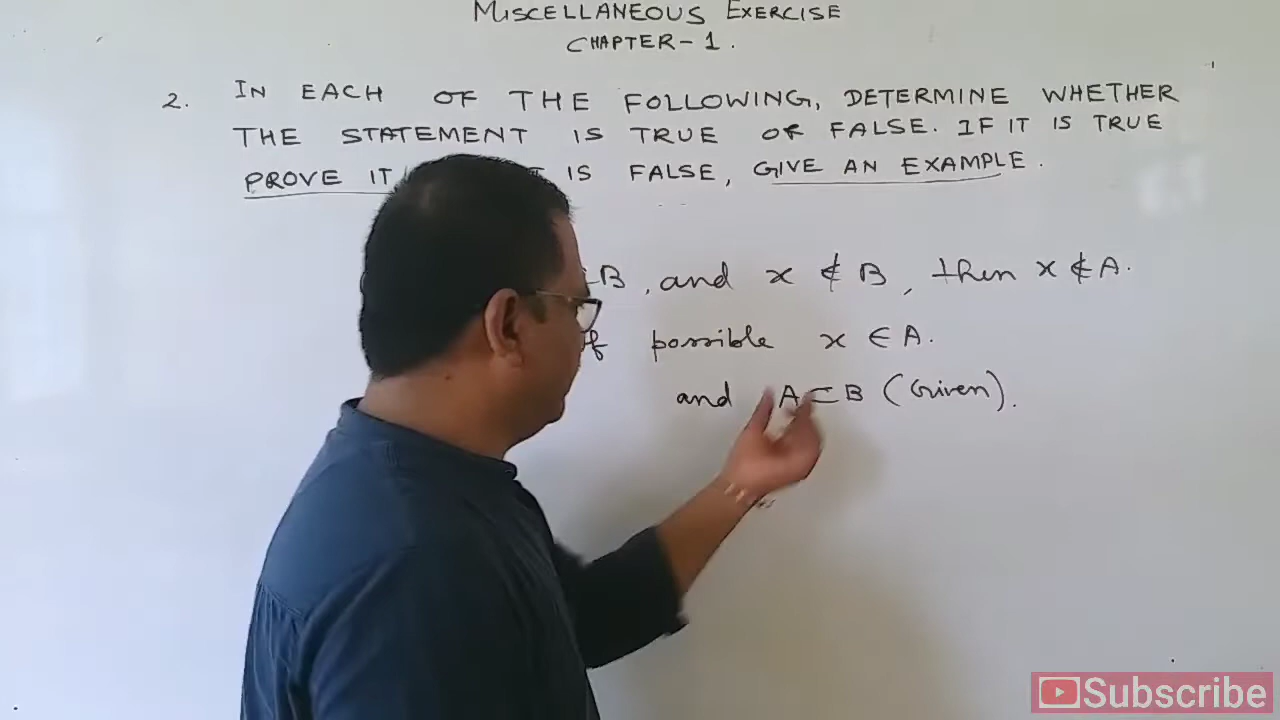 MISCELLANEOUS EXERCISE
CHAPTER-1.
2. IN EACH OF THE FOLLOWING, DETERMINE WHETHER
THE STATEMENT IS TRUE OR FALSE. IF IT IS TRUE
PROVE IT IS FALSE, GIVE AN EXAMPLE.
B, and x ∉ B, then x ∉ A.
possible x ∈ A.
and A⊂B (Given).
Subscribe